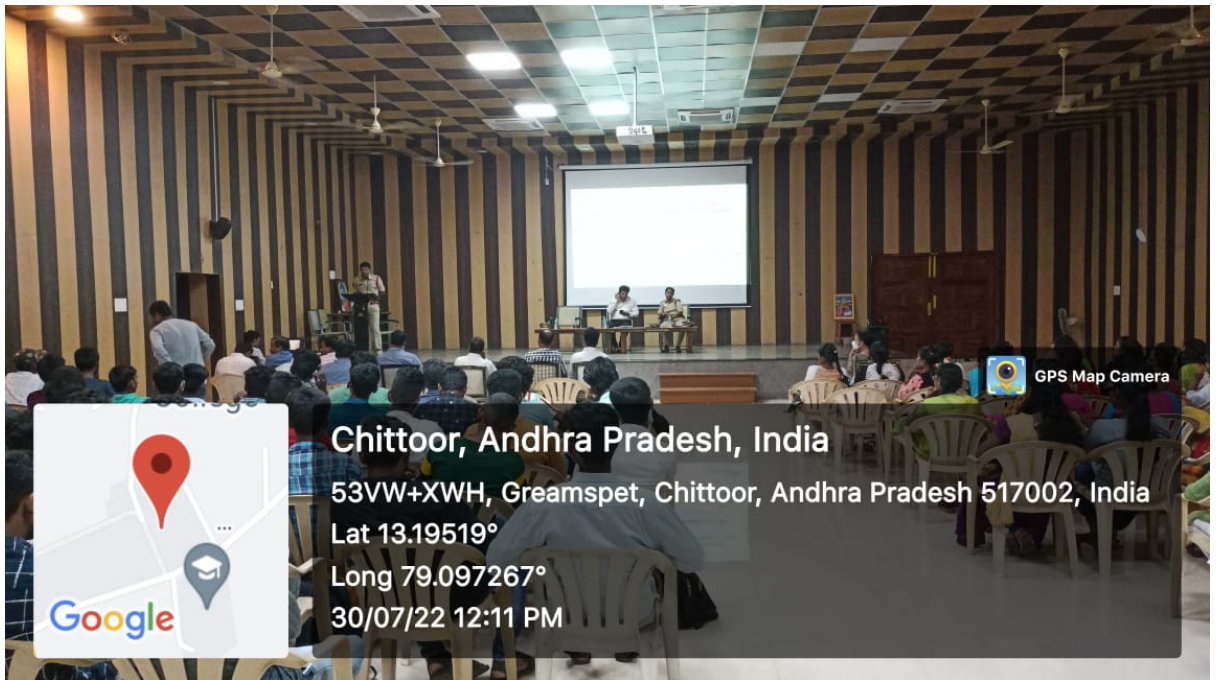 GPS Map Camera
Chittoor, Andhra Pradesh, India
53VW+XWH, Greamspet, Chittoor, Andhra Pradesh 517002, India
Lat 13.19519°
Long 79.097267°
30/07/22 12:11 PM
Google